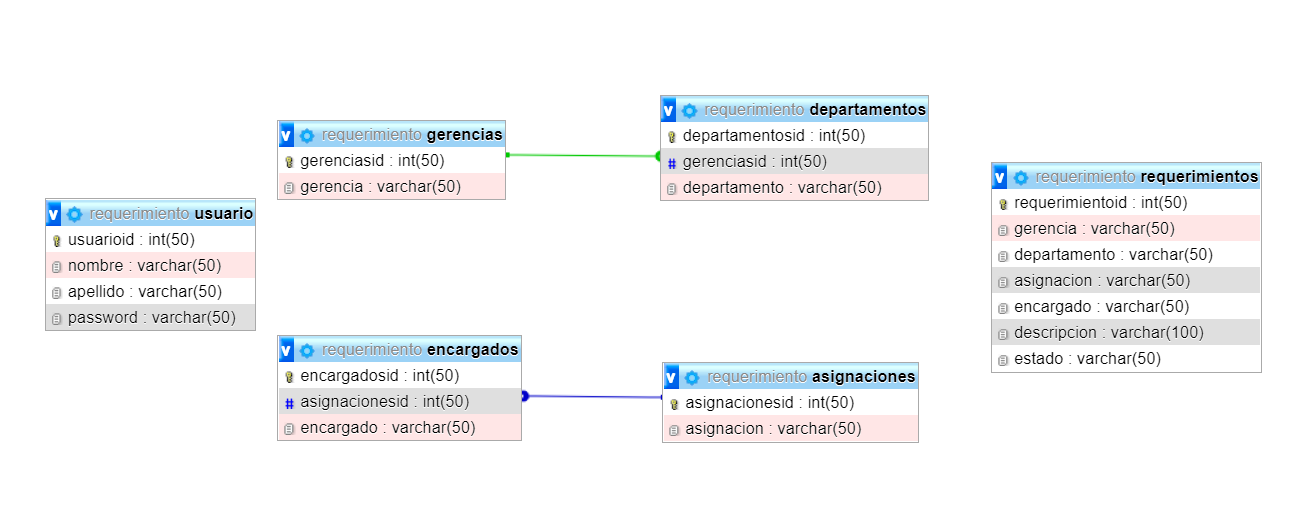 v requerimiento usuario
usuarioid : int(50)
nombre : varchar(50)
apellido : varchar(50)
password : varchar(50)
v requerimiento gerencias
gerenciasid : int(50)
gerencia : varchar(50)
v requerimiento departamentos
departamentosid : int(50)
# gerenciasid : int(50)
departamento : varchar(50)
v requerimiento encargados
encargadosid : int(50)
# asignacionesid : int(50)
encargado : varchar(50)
v requerimiento asignaciones
asignacionesid : int(50)
asignacion : varchar(50)
v requerimiento requerimientos
requerimientoid : int(50)
gerencia : varchar(50)
departamento : varchar(50)
asignacion : varchar(50)
encargado : varchar(50)
descripcion : varchar(100)
estado : varchar(50)